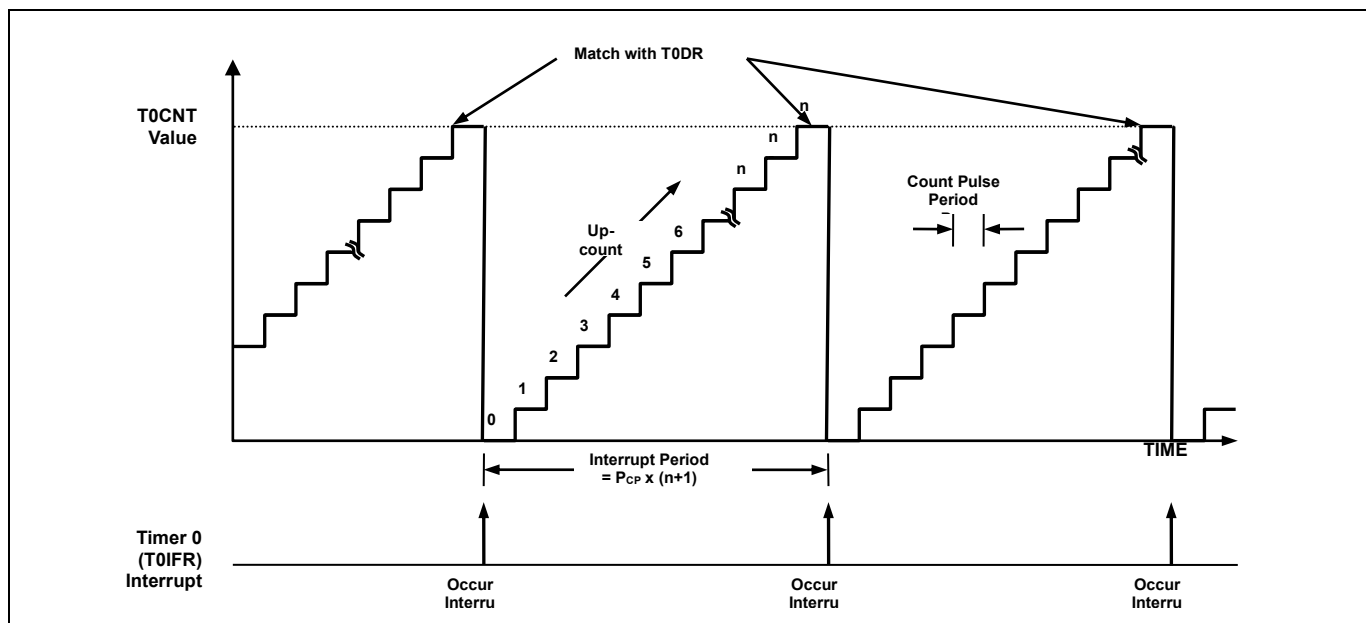 Match with T0DR
T0CNT
Value
n
n
n
6
5
4
3
2
1
0
Up-
count
Count Pulse
Period
TIME
Interrupt Period
= PCP x (n+1)
Timer 0
(T0IFR)
Interrupt
Occur
Interru
Occur
Interru
Occur
Interru